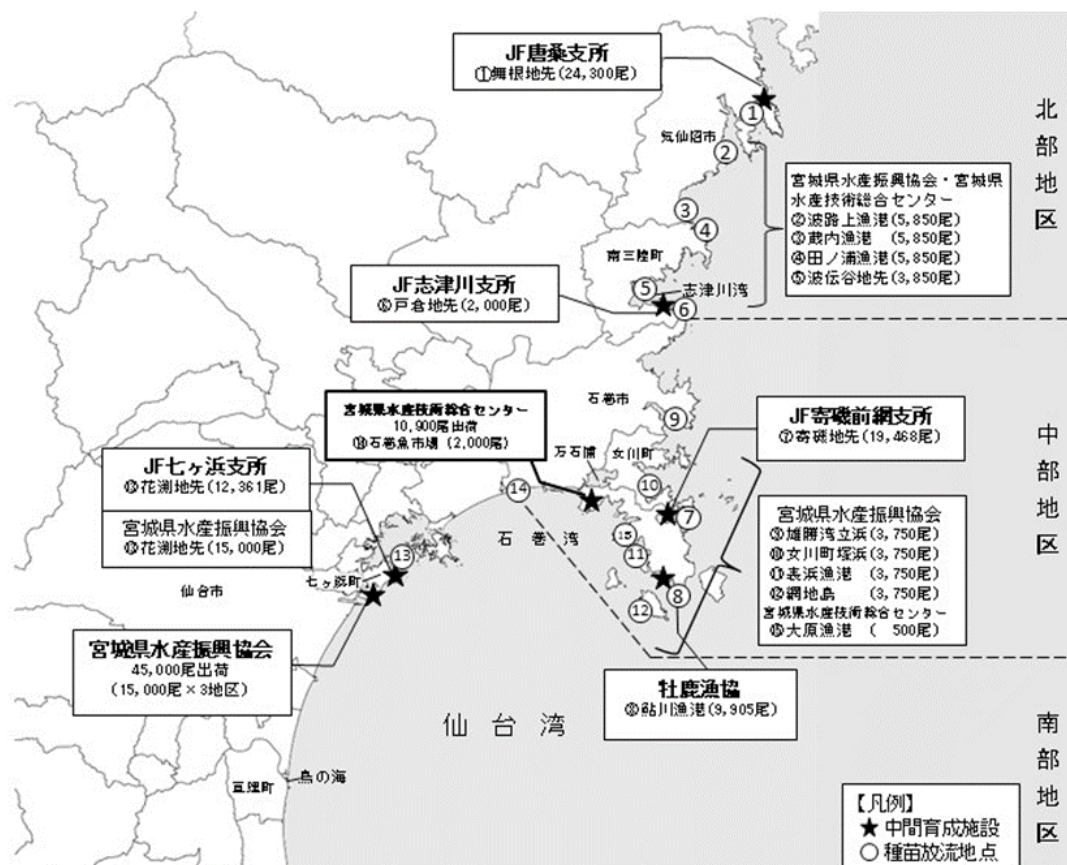 JF唐桑支所
①舞根地先(24,300尾)
①
気仙沼市
②
③
④
北部地区
宮城県水産振興協会・宮城県
水産技術総合センター
②波路上漁港(5,850尾)
③蔵内漁港 (5,850尾)
④田ノ浦漁港(5,850尾)
⑤波伝谷地先(3,850尾)
南三陸町
⑤
志津川湾
⑥
JF志津川支所
⑥戸倉地先(2,000尾)
宮城県水産技術総合センター
10,900尾出荷
⑭石巻魚市場 (2,000尾)
石巻市
⑨
JF寄磯前網支所
⑦寄磯地先(19,468尾)
中部地区
万石浦
女川町
⑩
⑦
⑭
石巻湾
⑮
⑪
⑧
⑫
JF七ヶ浜支所
⑬花渕地先(12,361尾)
宮城県水産振興協会
⑬花渕地先(15,000尾)
⑬
七ヶ浜町
仙台市
宮城県水産振興協会
⑨雄勝湾立浜(3,750尾)
⑩女川町塚浜(3,750尾)
⑪表浜漁港 (3,750尾)
⑫網地島 (3,750尾)
宮城県水産技術総合センター
⑮大原漁港 ( 500尾)
宮城県水産振興協会
45,000尾出荷
(15,000尾×3地区)
牡鹿漁協
⑧鮎川漁港(9,905尾)
仙台湾
南部地区
亘理町
鳥の海
【凡例】
★中間育成施設
○種苗放流地点